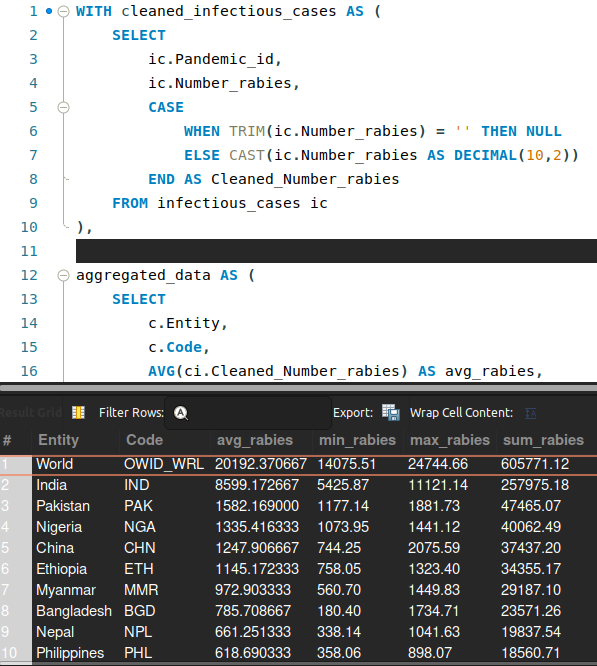 1 WITH cleaned_infectious_cases AS (
2 SELECT
3 ic.Pandemic_id,
4 ic.Number_rabies,
5 CASE
6 WHEN TRIM(ic.Number_rabies) = '' THEN NULL
7 ELSE CAST(ic.Number_rabies AS DECIMAL(10,2))
8 END AS Cleaned_Number_rabies
9 FROM infectious_cases ic
10 ),
11
12 aggregated_data AS (
13 SELECT
14 c.Entity,
15 c.Code,
16 AVG(ci.Cleaned_Number_rabies) AS avg_rabies,
Result Grid Filter Rows: A Export: Wrap Cell Content: IA
# Entity Code avg_rabies min_rabies max_rabies sum_rabies
1 World OWID_WRL 20192.370667 14075.51 24744.66 605771.12
2 India IND 8599.172667 5425.87 11121.14 257975.18
3 Pakistan PAK 1582.169000 1177.14 1881.73 47465.07
4 Nigeria NGA 1335.416333 1073.95 1441.12 40062.49
5 China CHN 1247.906667 744.25 2075.59 37437.20
6 Ethiopia ETH 1145.172333 758.05 1323.40 34355.17
7 Myanmar MMR 972.903333 560.70 1449.83 29187.10
8 Bangladesh BGD 785.708667 180.40 1734.71 23571.26
9 Nepal NPL 661.251333 338.14 1041.63 19837.54
10 Philippines PHL 618.690333 358.06 898.07 18560.71